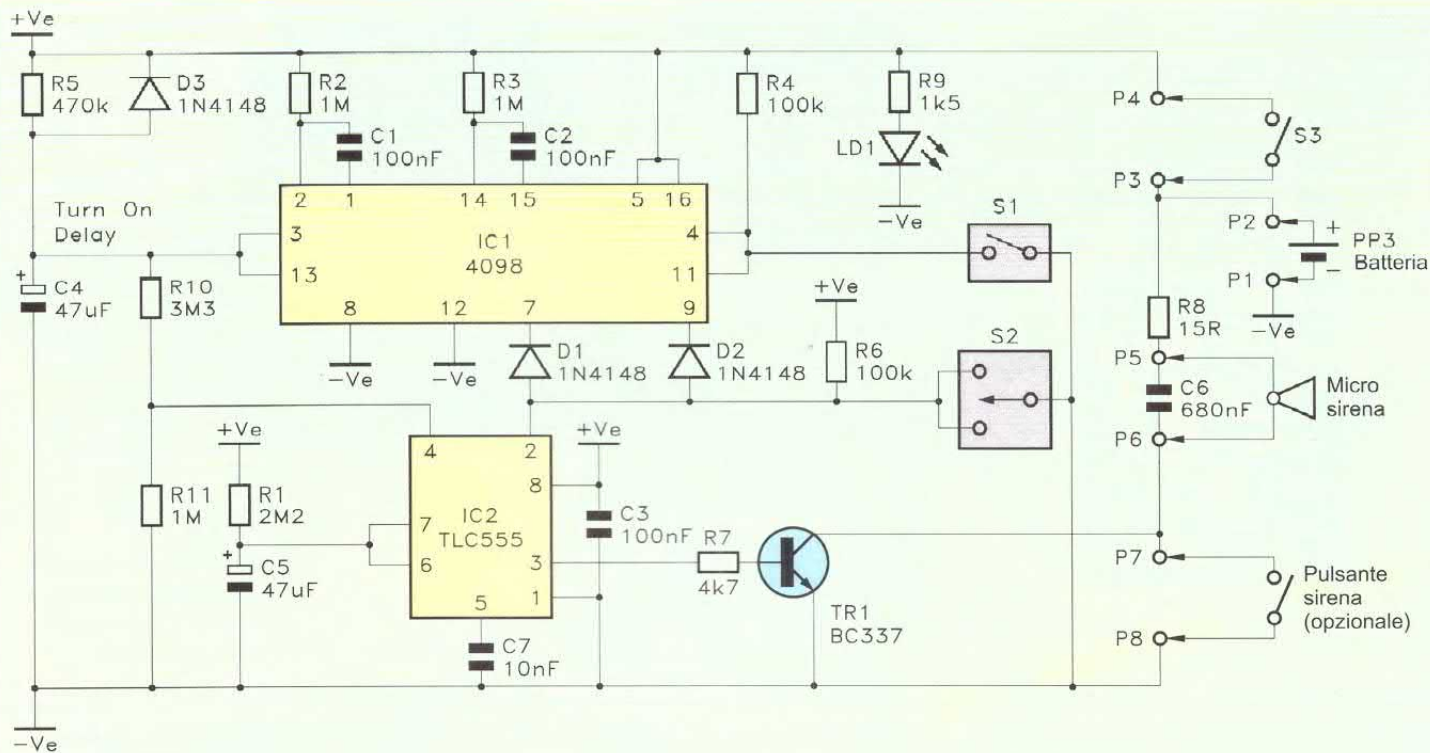 +Ve
R5
470k
D3
1N4148
R2
1M
C1
100nF
R3
1M
C2
100nF
R4
100k
R9
1k5
LD1
-Ve
P4
S3
P3
P2
+
PP3
Batteria
-
P1
-Ve
2
1
14
15
5
16
Turn On
Delay
3
13
IC1
4098
4
11
8
12
7
9
S1
+
C4
47uF
R10
3M3
-Ve
-Ve
D1
1N4148
D2
1N4148
+Ve
R6
100k
S2
R8
15R
P5
C6
680nF
P6
Micro
sirena
+Ve
R11
1M
R1
2M2
+
C5
47uF
4
2
8
7
6
IC2
TLC555
3
1
5
+Ve
C3
100nF
R7
4k7
TR1
BC337
P7
P8
Pulsante
sirena
(opzionale)
C7
10nF
-Ve